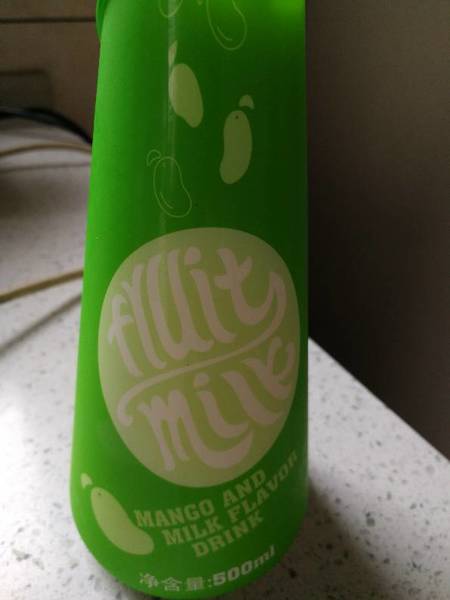 fruit
milk
MANGO AND
MILK FLAVOR
DRINK
净含量:500ml